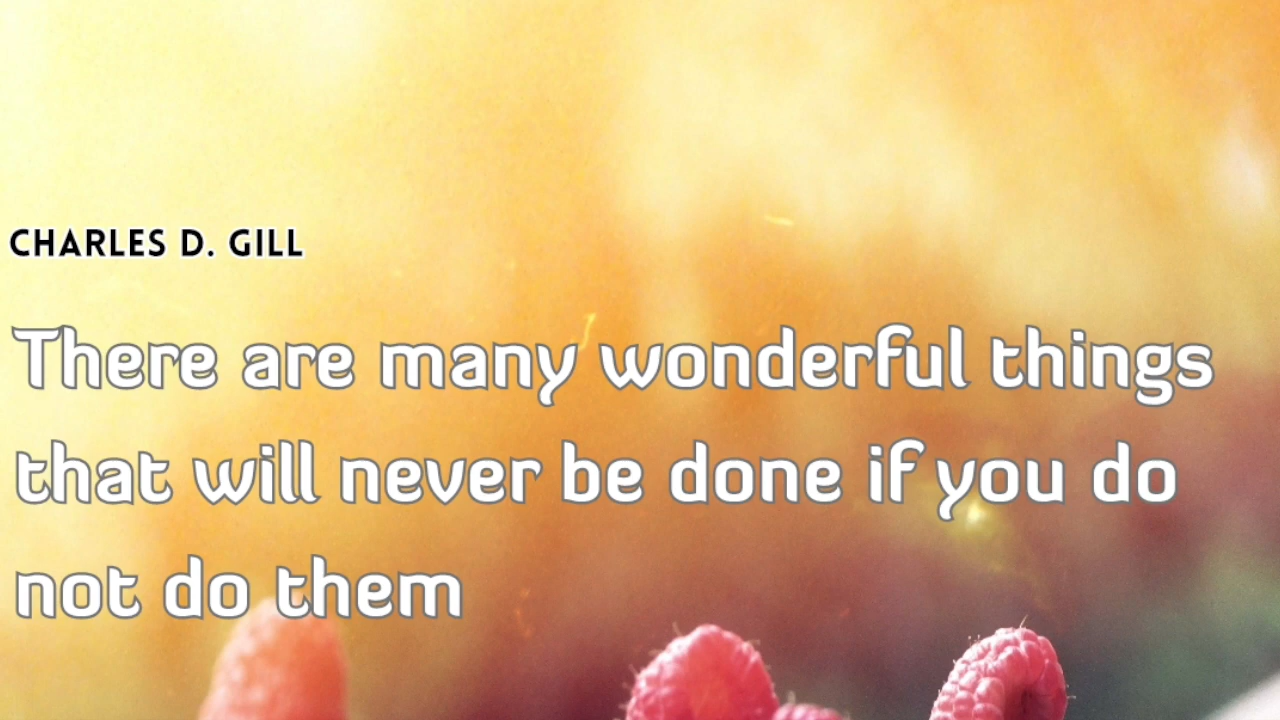 CHARLES D. GILL
There are many wonderful things
that will never be done if you do
not do them